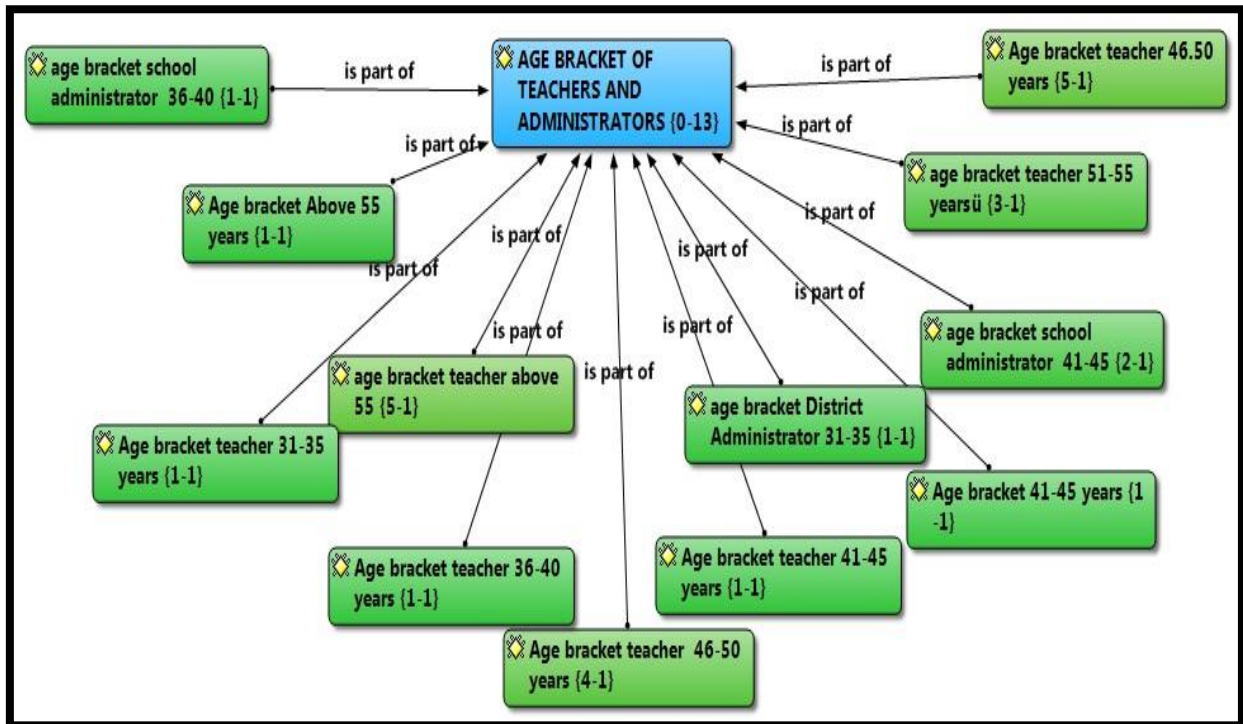 age bracket school
administrator 36-40 {1-1}
is part of
AGE BRACKET OF
TEACHERS AND
ADMINISTRATORS {0-13}
is part of
Age bracket teacher 46.50
years {5-1}
is part of
Age bracket Above 55
years {1-1}
is part of
age bracket teacher 51-55
yearsü {3-1}
is part of
is part of
is part of
is part of
is part of
is part of
is part of
is part of
is part of
age bracket school
administrator 41-45 {2-1}
age bracket teacher above
55 {5-1}
age bracket District
Administrator 31-35 {1-1}
Age bracket teacher 31-35
years {1-1}
Age bracket 41-45 years {1
-1}
Age bracket teacher 36-40
years {1-1}
Age bracket teacher 41-45
years {1-1}
Age bracket teacher 46-50
years {4-1}